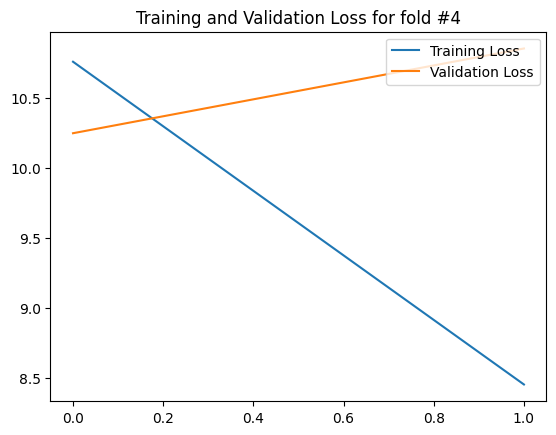 Training and Validation Loss for fold #4
Training Loss
Validation Loss
10.5
10.0
9.5
9.0
8.5
0.0 0.2 0.4 0.6 0.8 1.0